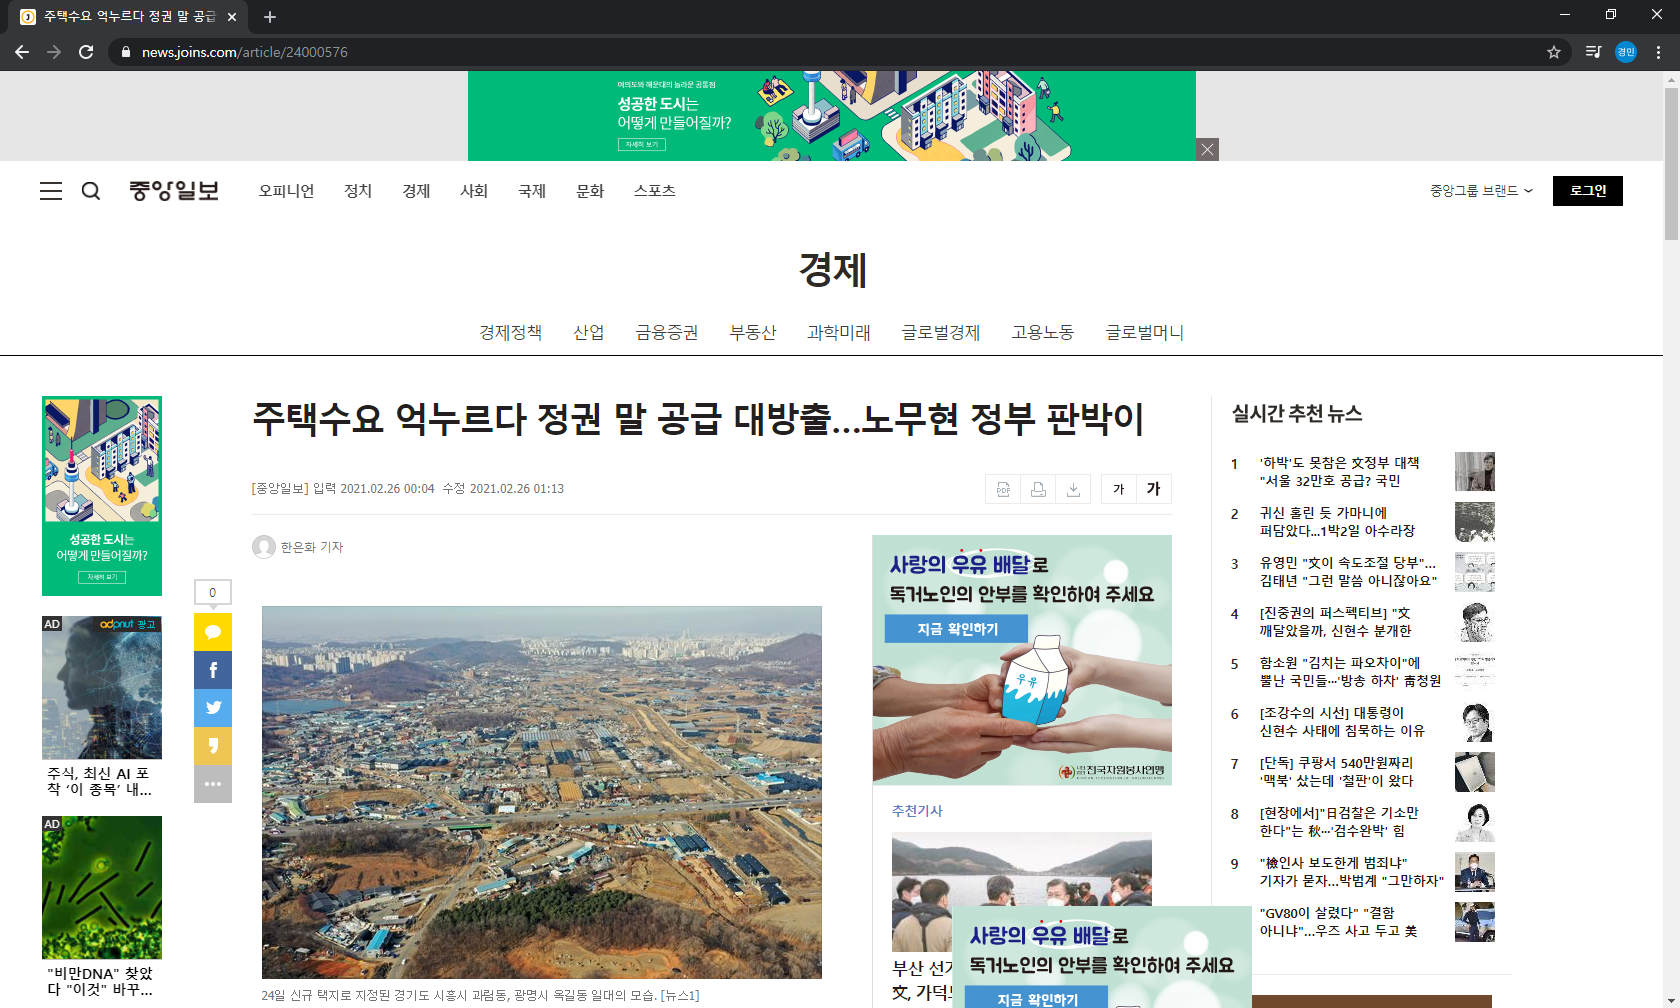 주택수요 억누르다 정권 말 공급
news.joins.com/article/24000576
경민
여의도와 해운대의 놀라운 공통점
성공한 도시는
어떻게 만들어질까?
자세히 보기
중앙일보
오피니언 정치 경제 사회 국제 문화 스포츠
중앙그룹 브랜드
로그인
경제
경제정책 산업 금융증권 부동산 과학미래 글로벌경제 고용노동 글로벌머니
성공한 도시는
어떻게 만들어질까?
자세히 보기
AD
adpnut 광고
주식, 최신 AI 포
착 ‘이 종목’ 내...
AD
"비만DNA" 찾았
다 "이것" 바꾸...
0
주택수요 억누르다 정권 말 공급 대방출...노무현 정부 판박이
[중앙일보] 입력 2021.02.26 00:04 수정 2021.02.26 01:13
PDF
가 가
한은화 기자
24일 신규 택지로 지정된 경기도 시흥시 과림동, 광명시 옥길동 일대의 모습. [뉴스1]
사랑의 우유 배달로
독거노인의 안부를 확인하여 주세요
지금 확인하기
우유
전국자원봉사연맹
추천기사
부산 선거
文, 가덕도
사랑의 우유 배달로
독거노인의 안부를 확인하여 주세요
지금 확인하기
실시간 추천 뉴스
1 '하박'도 못참은 文정부 대책
"서울 32만호 공급? 국민
2 귀신 홀린 듯 가마니에
퍼담았다...1박2일 아수라장
3 유영민 "文이 속도조절 당부"...
김태년 "그런 말씀 아니잖아요"
4 [진중권의 퍼스펙티브] "文
깨달았을까, 신현수 분개한
5 함소원 "김치는 파오차이"에
뿔난 국민들…'방송 하차' 靑청원
6 [조강수의 시선] 대통령이
신현수 사태에 침묵하는 이유
7 [단독] 쿠팡서 540만원짜리
'맥북' 샀는데 '철판'이 왔다
8 [현장에서]"日검찰은 기소만
한다"는 秋…'검수완박' 힘
9 "檢인사 보도한게 범죄냐"
기자가 묻자...박범계 "그만하자"
"GV80이 살렸다" "결함
아니냐"...우즈 사고 두고 美